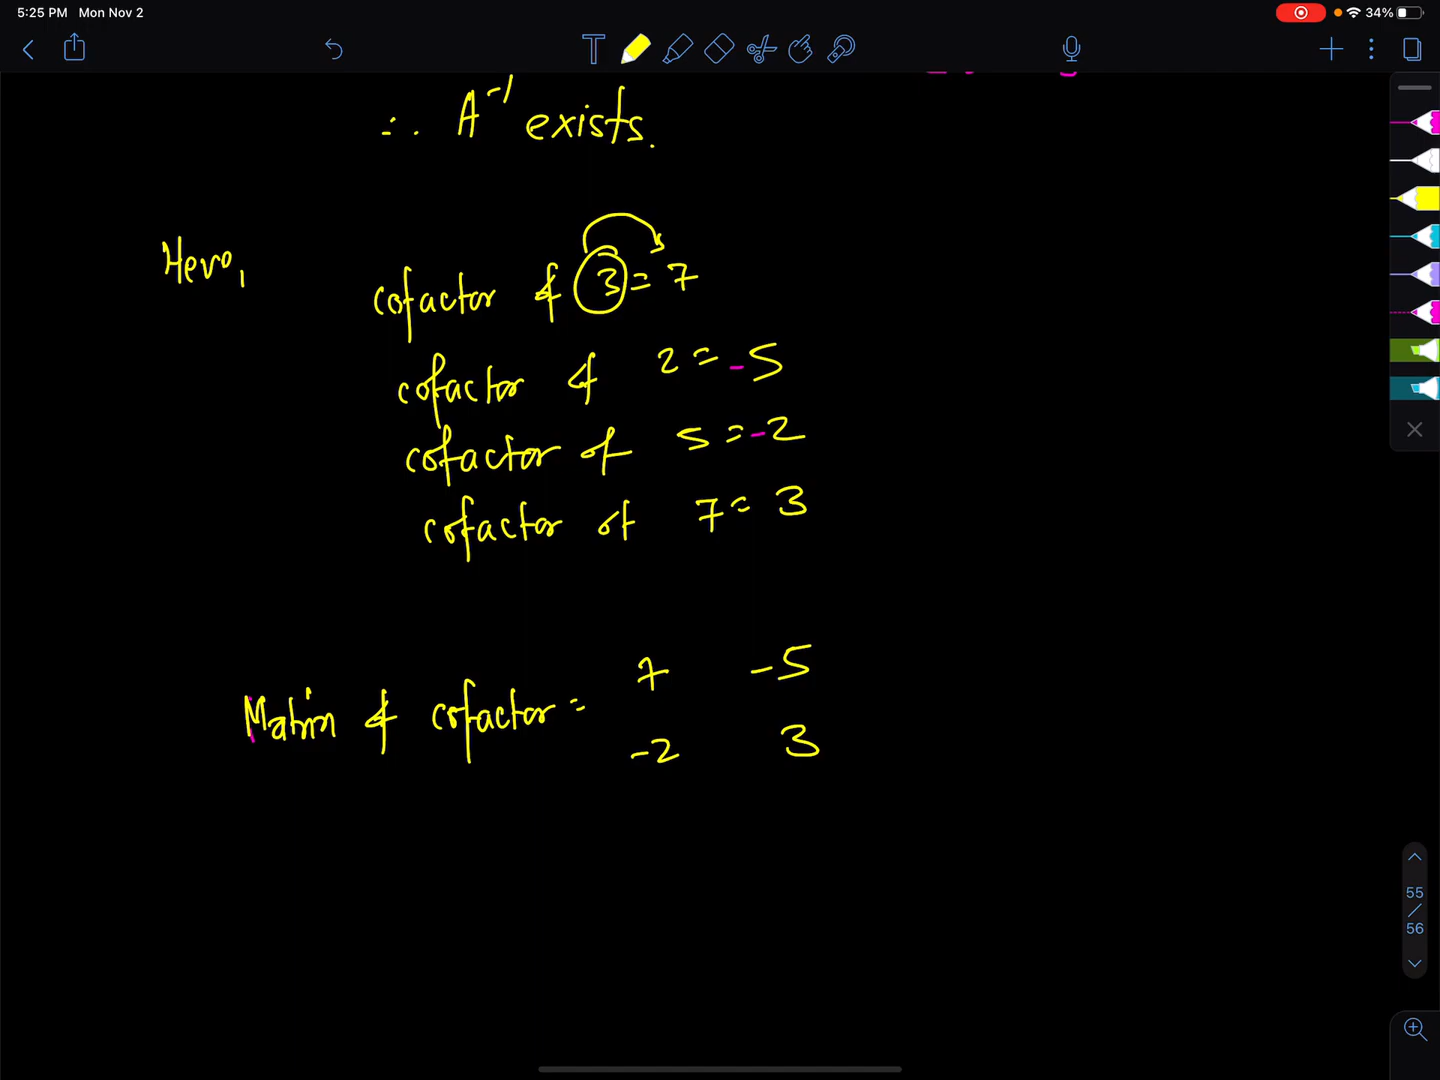 5:25 PM Mon Nov 2
34%
∴ A⁻¹ exists.
Here,
cofactor of 3 = 7
cofactor of 2 = -5
cofactor of 5 = -2
cofactor of 7 = 3
Matrix of cofactor = 7 -5
-2 3
55
/
56